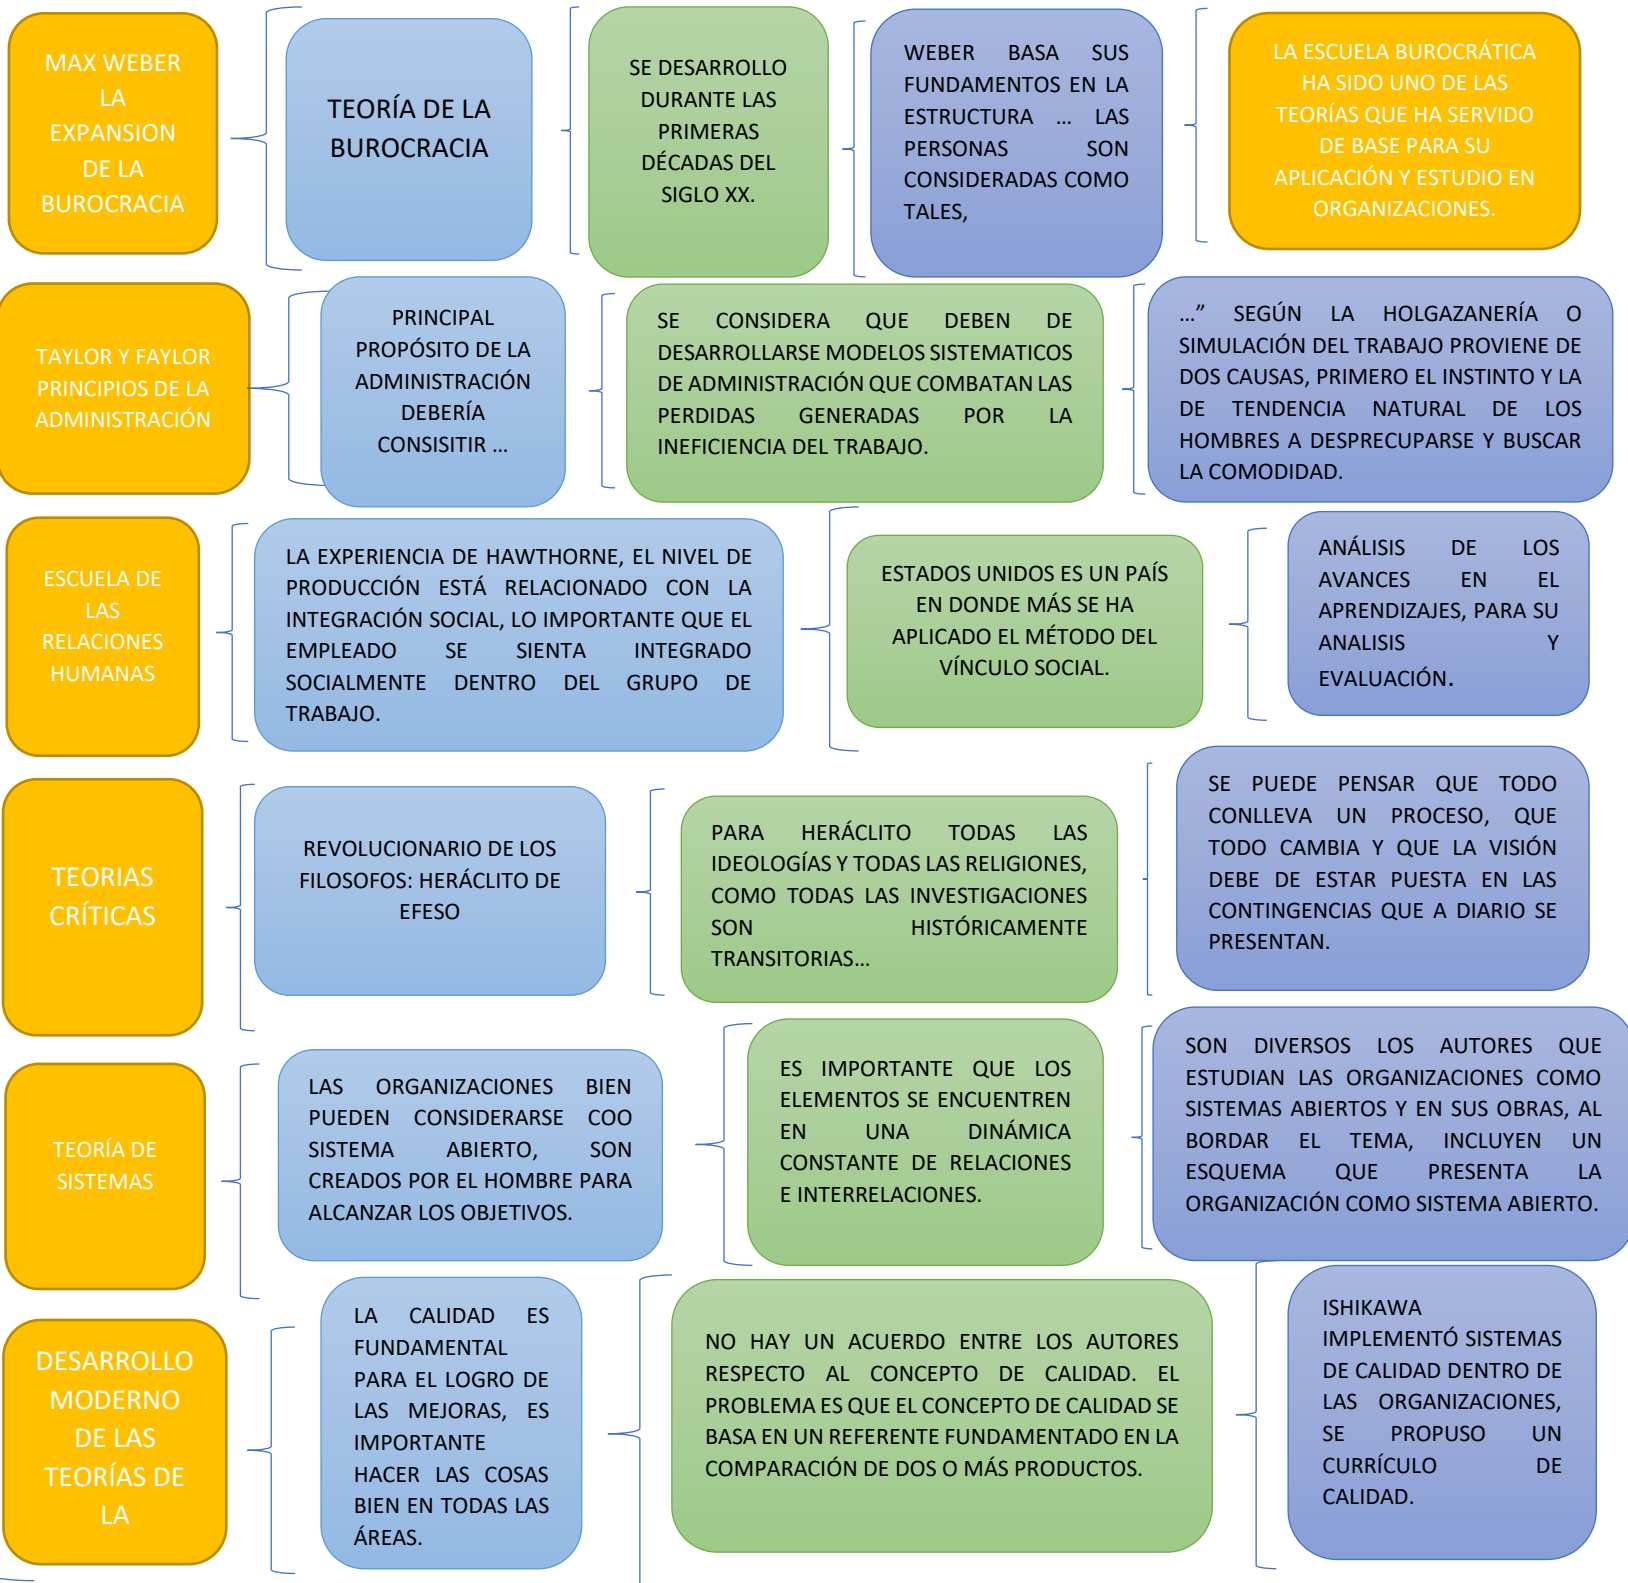 MAX WEBER
LA
EXPANSION
DE LA
BUROCRACIA
TEORÍA DE LA
BUROCRACIA
SE DESARROLLO
DURANTE LAS
PRIMERAS
DÉCADAS DEL
SIGLO XX.
WEBER BASA SUS
FUNDAMENTOS EN LA
ESTRUCTURA ... LAS
PERSONAS SON
CONSIDERADAS COMO
TALES,
LA ESCUELA BUROCRÁTICA
HA SIDO UNO DE LAS
TEORÍAS QUE HA SERVIDO
DE BASE PARA SU
APLICACIÓN Y ESTUDIO EN
ORGANIZACIONES.
TAYLOR Y FAYLOR
PRINCIPIOS DE LA
ADMINISTRACIÓN
PRINCIPAL
PROPÓSITO DE LA
ADMINISTRACIÓN
DEBERÍA
CONSISITIR ...
SE CONSIDERA QUE DEBEN DE
DESARROLLARSE MODELOS SISTEMATICOS
DE ADMINISTRACIÓN QUE COMBATAN LAS
PERDIDAS GENERADAS POR LA
INEFICIENCIA DEL TRABAJO.
...” SEGÚN LA HOLGAZANERÍA O
SIMULACIÓN DEL TRABAJO PROVIENE DE
DOS CAUSAS, PRIMERO EL INSTINTO Y LA
DE TENDENCIA NATURAL DE LOS
HOMBRES A DESPRECUPARSE Y BUSCAR
LA COMODIDAD.
ESCUELA DE
LAS
RELACIONES
HUMANAS
LA EXPERIENCIA DE HAWTHORNE, EL NIVEL DE
PRODUCCIÓN ESTÁ RELACIONADO CON LA
INTEGRACIÓN SOCIAL, LO IMPORTANTE QUE EL
EMPLEADO SE SIENTA INTEGRADO
SOCIALMENTE DENTRO DEL GRUPO DE
TRABAJO.
ESTADOS UNIDOS ES UN PAÍS
EN DONDE MÁS SE HA
APLICADO EL MÉTODO DEL
VÍNCULO SOCIAL.
ANÁLISIS DE LOS
AVANCES EN EL
APRENDIZAJES, PARA SU
ANALISIS Y
EVALUACIÓN.
TEORIAS
CRÍTICAS
REVOLUCIONARIO DE LOS
FILOSOFOS: HERÁCLITO DE
EFESO
PARA HERÁCLITO TODAS LAS
IDEOLOGÍAS Y TODAS LAS RELIGIONES,
COMO TODAS LAS INVESTIGACIONES
SON HISTÓRICAMENTE
TRANSITORIAS...
SE PUEDE PENSAR QUE TODO
CONLLEVA UN PROCESO, QUE
TODO CAMBIA Y QUE LA VISIÓN
DEBE DE ESTAR PUESTA EN LAS
CONTINGENCIAS QUE A DIARIO SE
PRESENTAN.
TEORÍA DE
SISTEMAS
LAS ORGANIZACIONES BIEN
PUEDEN CONSIDERARSE COO
SISTEMA ABIERTO, SON
CREADOS POR EL HOMBRE PARA
ALCANZAR LOS OBJETIVOS.
ES IMPORTANTE QUE LOS
ELEMENTOS SE ENCUENTREN
EN UNA DINÁMICA
CONSTANTE DE RELACIONES
E INTERRELACIONES.
SON DIVERSOS LOS AUTORES QUE
ESTUDIAN LAS ORGANIZACIONES COMO
SISTEMAS ABIERTOS Y EN SUS OBRAS, AL
BORDAR EL TEMA, INCLUYEN UN
ESQUEMA QUE PRESENTA LA
ORGANIZACIÓN COMO SISTEMA ABIERTO.
DESARROLLO
MODERNO
DE LAS
TEORÍAS DE
LA
LA CALIDAD ES
FUNDAMENTAL
PARA EL LOGRO DE
LAS MEJORAS, ES
IMPORTANTE
HACER LAS COSAS
BIEN EN TODAS LAS
ÁREAS.
NO HAY UN ACUERDO ENTRE LOS AUTORES
RESPECTO AL CONCEPTO DE CALIDAD. EL
PROBLEMA ES QUE EL CONCEPTO DE CALIDAD SE
BASA EN UN REFERENTE FUNDAMENTADO EN LA
COMPARACIÓN DE DOS O MÁS PRODUCTOS.
ISHIKAWA
IMPLEMENTÓ SISTEMAS
DE CALIDAD DENTRO DE
LAS ORGANIZACIONES,
SE PROPUSO UN
CURRÍCULO DE
CALIDAD.